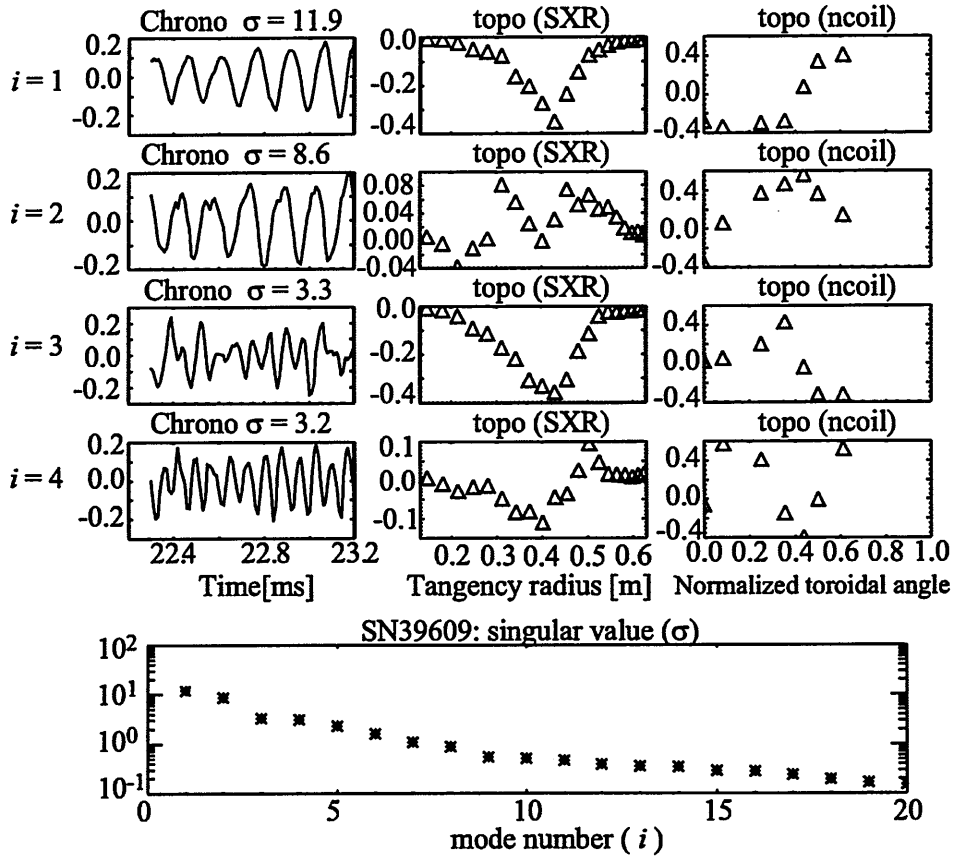 Chrono σ = 11.9 topo (SXR) topo (ncoil)
i = 1
0.2 0.0 -0.2
0.0 -0.2 -0.4
0.4 0.0 -0.4
Chrono σ = 8.6 topo (SXR) topo (ncoil)
i = 2
0.2 0.0 -0.2
0.08 0.04 0.00 -0.04
0.4 0.0 -0.4
Chrono σ = 3.3 topo (SXR) topo (ncoil)
i = 3
0.2 0.0 -0.2
0.0 -0.2 -0.4
0.4 0.0 -0.4
Chrono σ = 3.2 topo (SXR) topo (ncoil)
i = 4
0.2 0.0 -0.2
0.1 0.0 -0.1
0.4 0.0 -0.4
22.4 22.8 23.2
0.2 0.3 0.4 0.5 0.6
0.0 0.2 0.4 0.6 0.8 1.0
Time[ms] Tangency radius [m] Normalized toroidal angle
SN39609: singular value (σ)
10²
10¹
10⁰
10⁻¹
0 5 10 15 20
mode number ( i )